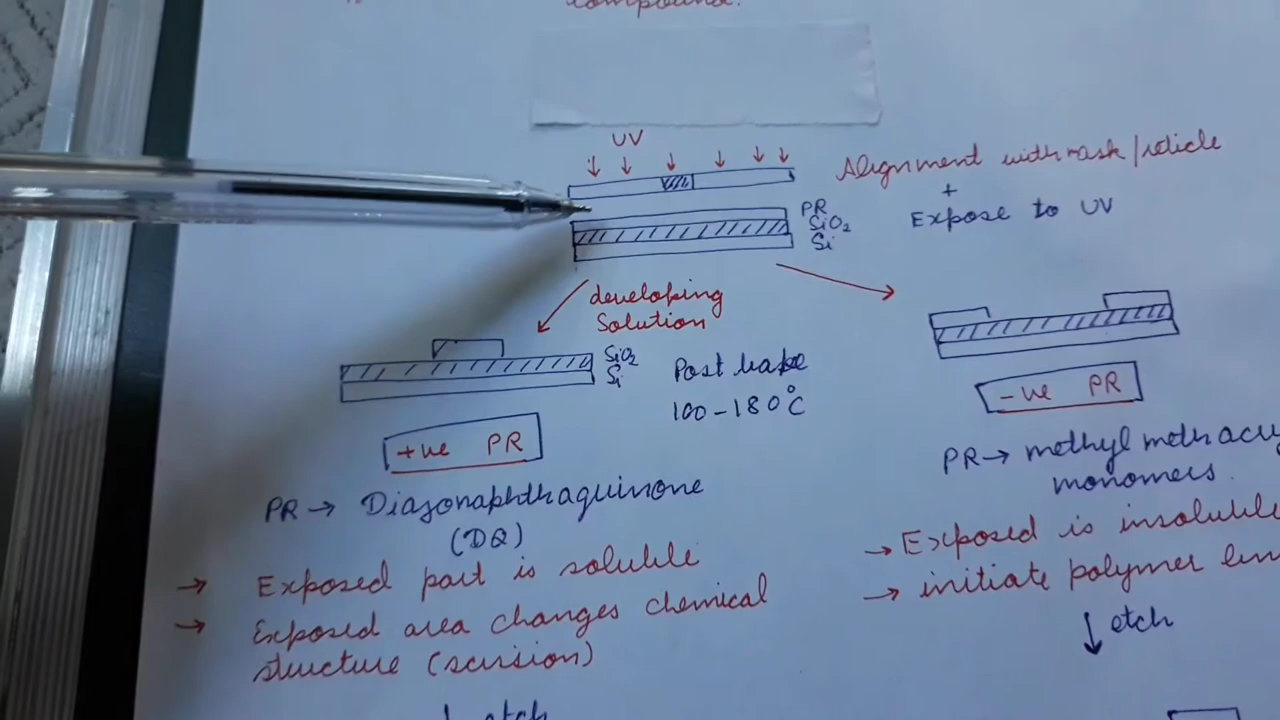 compound.
UV
Alignment with mask/reticle
+
Expose to UV
PR
SiO2
Si
developing
Solution
SiO2
Si
Post bake
100-180°C
+ve PR
-ve PR
PR→ Diazonaphthaquinone
(DQ)
→ Exposed part is soluble
→ Exposed area changes chemical
structure (scission)
↓ etch
PR→ methyl methacry
monomers.
→ Exposed is insoluble
→ initiate polymer
↓ etch